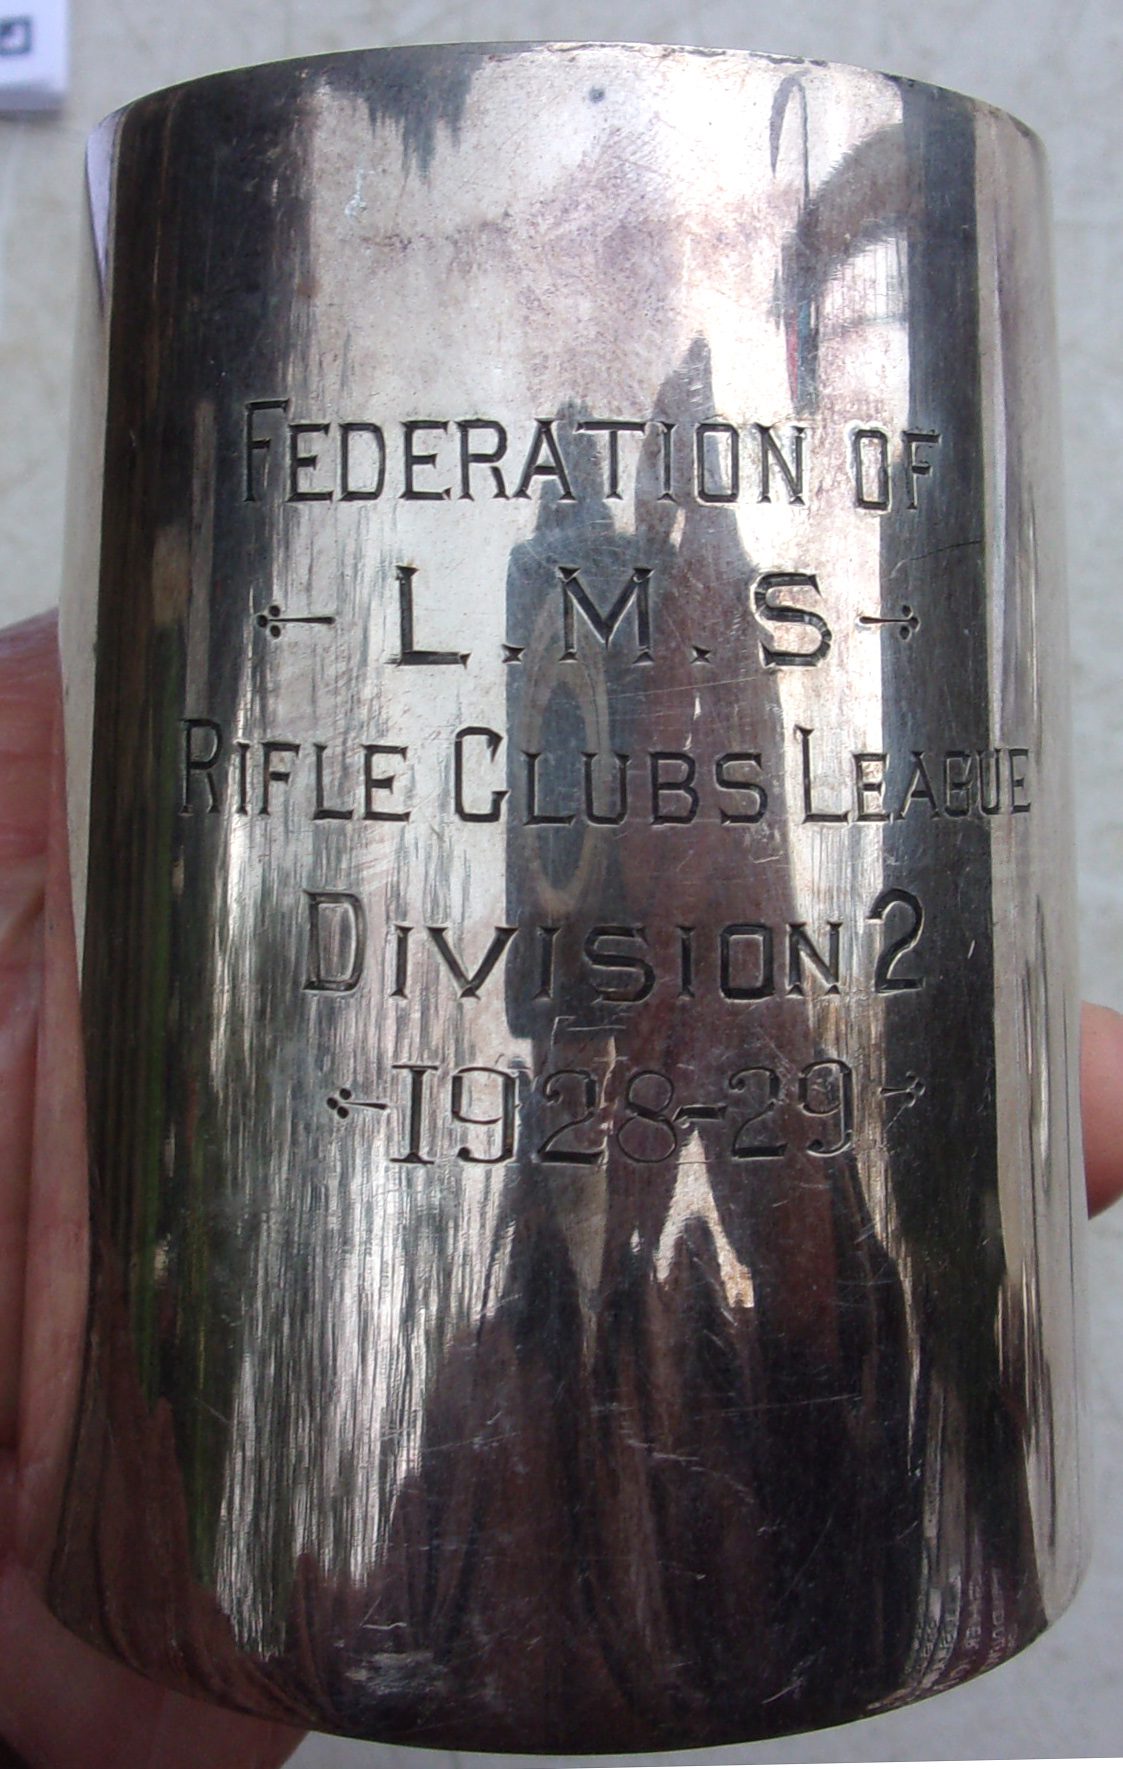 FEDERATION OF
L.M.S
RIFLE CLUBS LEAGUE
DIVISION 2
1928-29